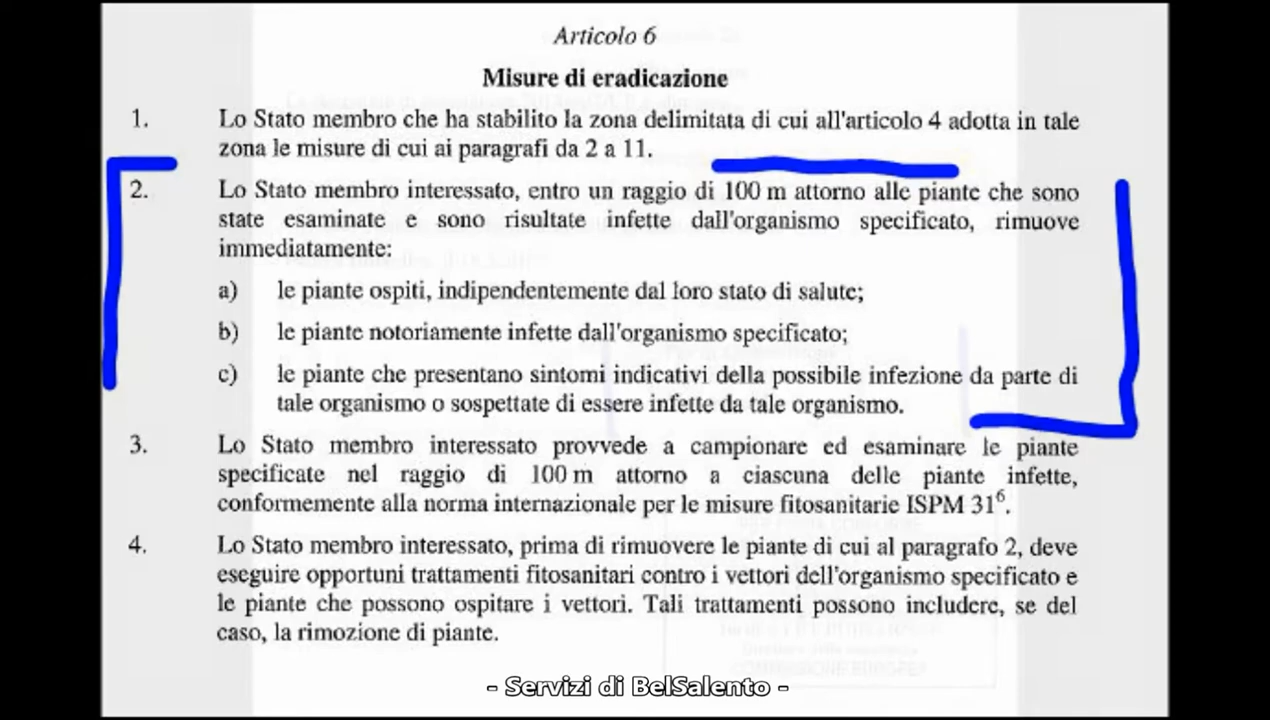 Articolo 6
Misure di eradicazione
1. Lo Stato membro che ha stabilito la zona delimitata di cui all'articolo 4 adotta in tale
zona le misure di cui ai paragrafi da 2 a 11.
2. Lo Stato membro interessato, entro un raggio di 100 m attorno alle piante che sono
state esaminate e sono risultate infette dall'organismo specificato, rimuove
immediatamente:
a) le piante ospiti, indipendentemente dal loro stato di salute;
b) le piante notoriamente infette dall'organismo specificato;
c) le piante che presentano sintomi indicativi della possibile infezione da parte di
tale organismo o sospettate di essere infette da tale organismo.
3. Lo Stato membro interessato provvede a campionare ed esaminare le piante
specificate nel raggio di 100 m attorno a ciascuna delle piante infette,
conformemente alla norma internazionale per le misure fitosanitarie ISPM 31⁶.
4. Lo Stato membro interessato, prima di rimuovere le piante di cui al paragrafo 2, deve
eseguire opportuni trattamenti fitosanitari contro i vettori dell'organismo specificato e
le piante che possono ospitare i vettori. Tali trattamenti possono includere, se del
caso, la rimozione di piante.
- Servizi di BelSalento -